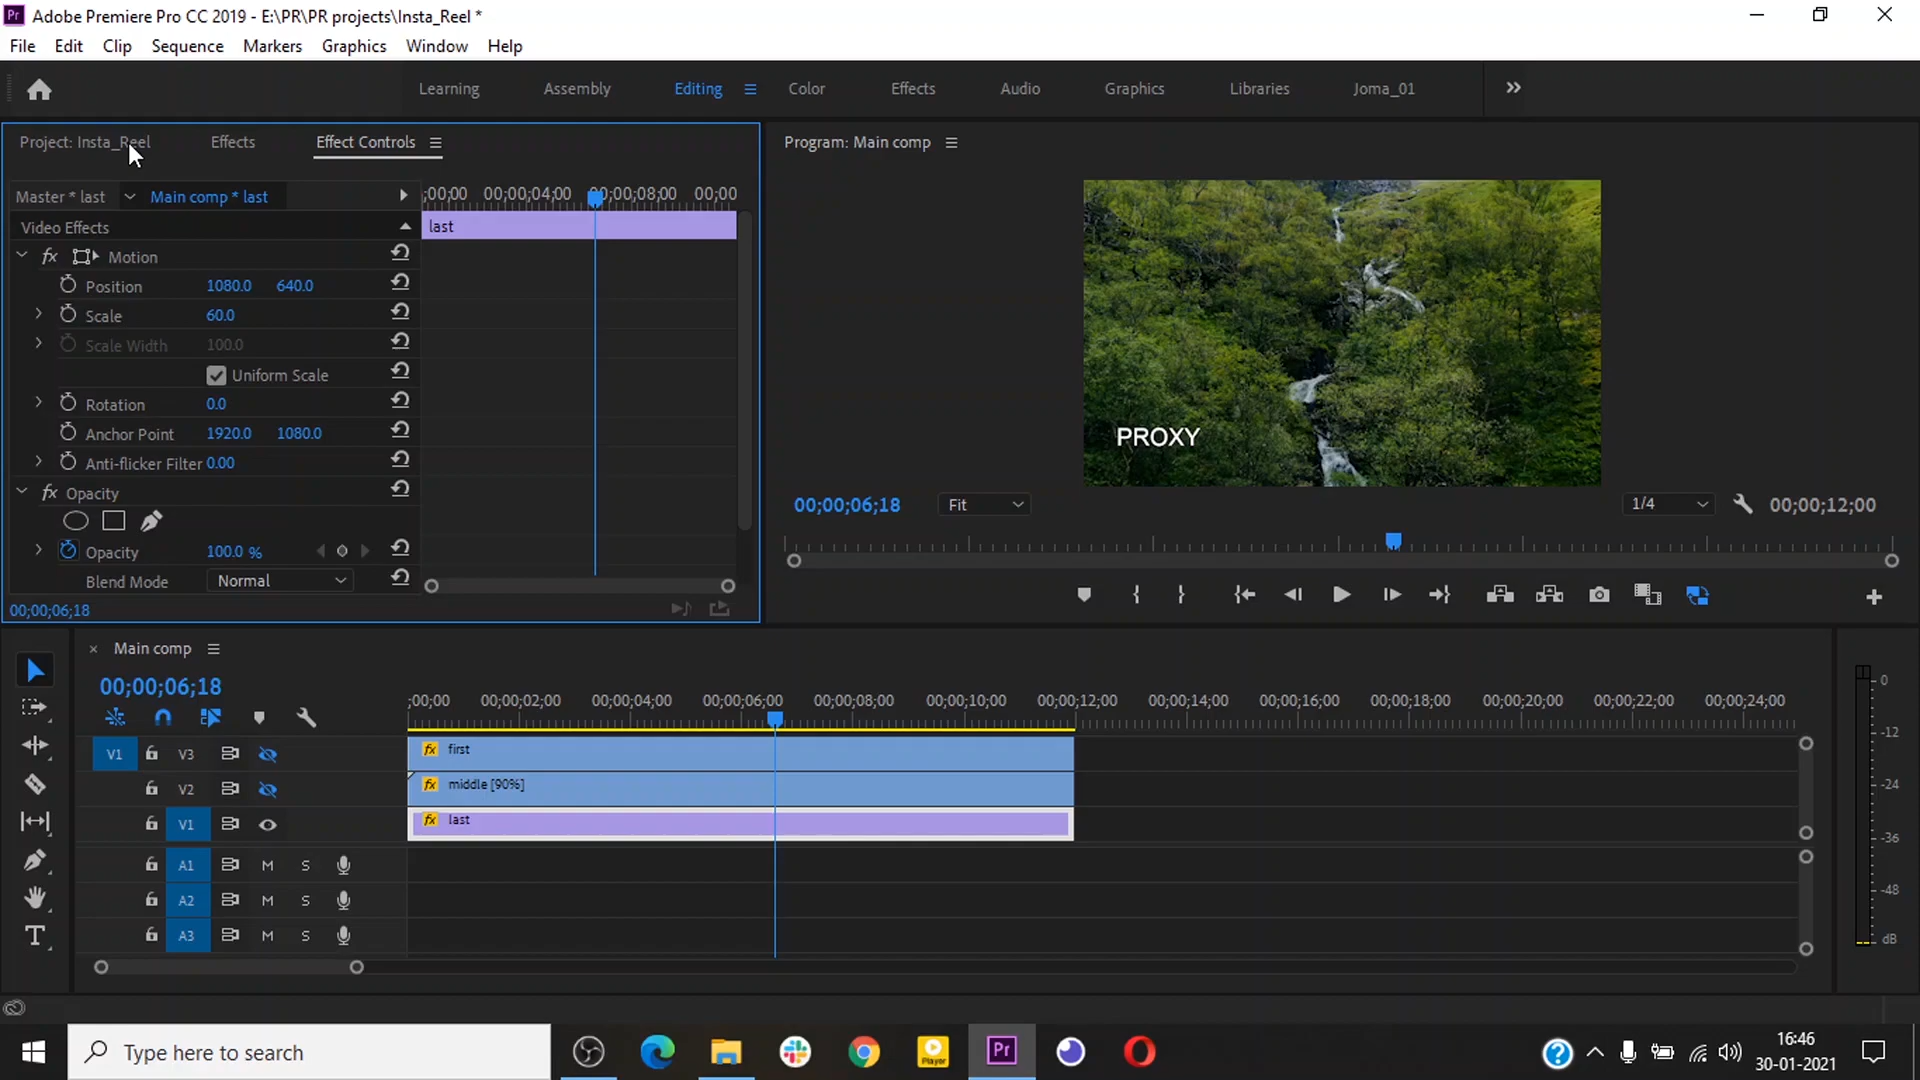 Pr Adobe Premiere Pro CC 2019 - E:\PR\PR projects\Insta_Reel *
File Edit Clip Sequence Markers Graphics Window Help
Learning Assembly Editing Color Effects Audio Graphics Libraries Joma_01
Project: Insta_Reel Effects Effect Controls
Program: Main comp
Master * last Main comp * last
;00;00 00;00;04;00 00;00;08;00 00;00
Video Effects
last
fx Motion
Position 1080.0 640.0
Scale 60.0
Scale Width 100.0
Uniform Scale
Rotation 0.0
Anchor Point 1920.0 1080.0
Anti-flicker Filter 0.00
fx Opacity
Opacity 100.0 %
Blend Mode Normal
00;00;06;18
PROXY
00;00;06;18 Fit 1/4 00;00;12;00
Main comp
00;00;06;18
;00;00 00;00;02;00 00;00;04;00 00;00;06;00 00;00;08;00 00;00;10;00 00;00;12;00 00;00;14;00 00;00;16;00 00;00;18;00 00;00;20;00 00;00;22;00 00;00;24;00
V1 V3 fx first
V2 fx middle [90%]
V1 fx last
A1 M S
A2 M S
A3 M S
0
-12
-24
-36
-48
dB
Type here to search
iPlayer
Pr
16:46
30-01-2021